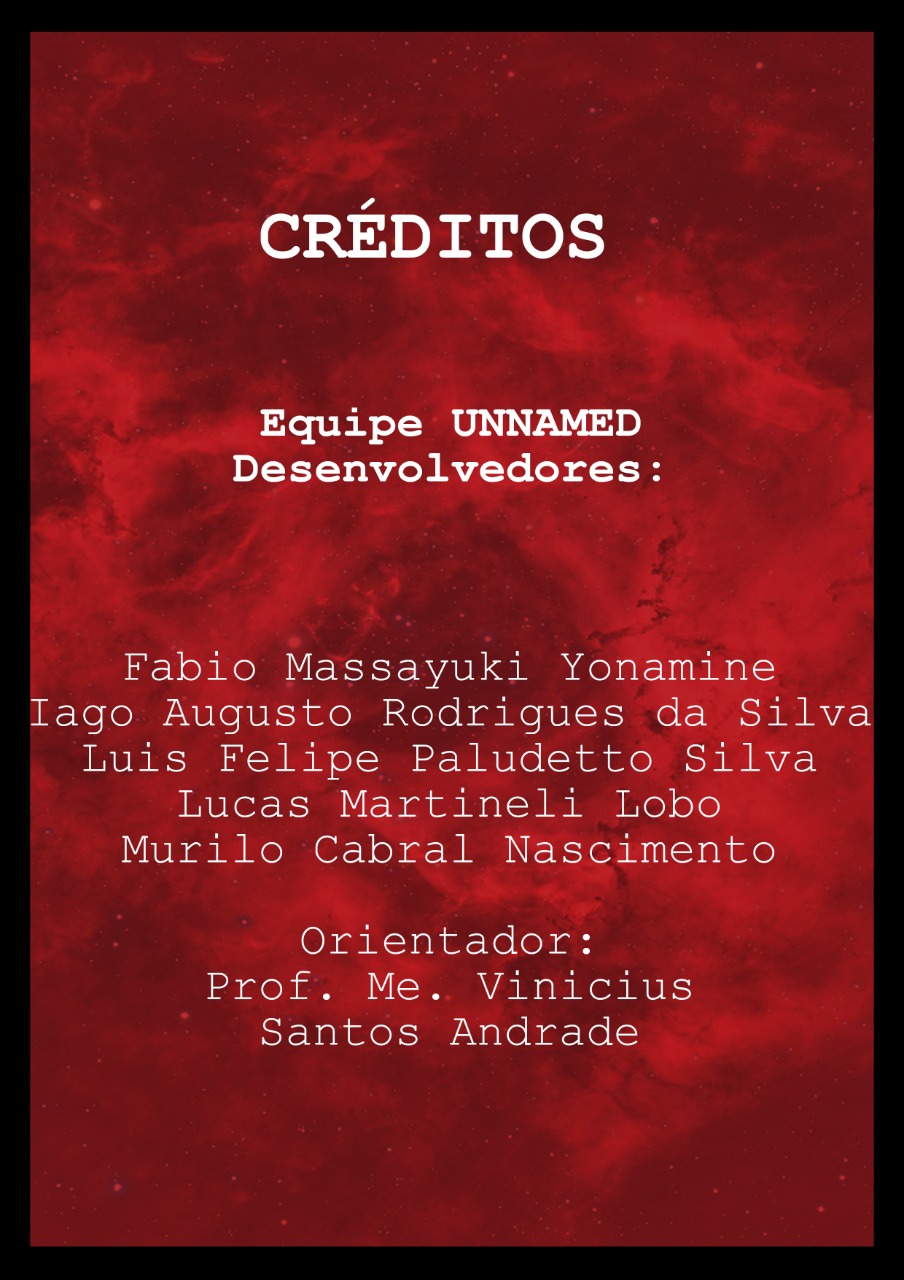 CRÉDITOS
Equipe UNNAMED
Desenvolvedores:
Fabio Massayuki Yonamine
Iago Augusto Rodrigues da Silva
Luis Felipe Paludetto Silva
Lucas Martineli Lobo
Murilo Cabral Nascimento
Orientador:
Prof. Me. Vinicius
Santos Andrade